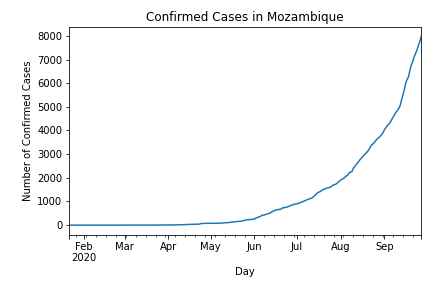 Confirmed Cases in Mozambique
8000
7000
6000
5000
4000
3000
2000
1000
0
Number of Confirmed Cases
Feb Mar Apr May Jun Jul Aug Sep
2020
Day